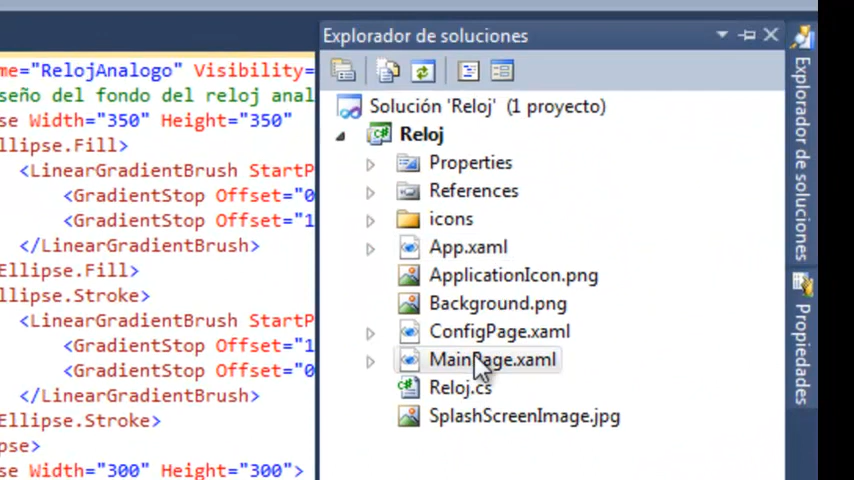 Explorador de soluciones
me="RelojAnalogo" Visibility=
seño del fondo del reloj anal
se Width="350" Height="350"
Ellipse.Fill>
<LinearGradientBrush StartP
<GradientStop Offset="0
<GradientStop Offset="1
</LinearGradientBrush>
Ellipse.Fill>
Ellipse.Stroke>
<LinearGradientBrush StartP
<GradientStop Offset="1
<GradientStop Offset="0
</LinearGradientBrush>
Ellipse.Stroke>
pse>
se Width="300" Height="300">
Solución 'Reloj' (1 proyecto)
Reloj
Properties
References
icons
App.xaml
ApplicationIcon.png
Background.png
ConfigPage.xaml
MainPage.xaml
Reloj.cs
SplashScreenImage.jpg
Explorador de soluciones
Propiedades